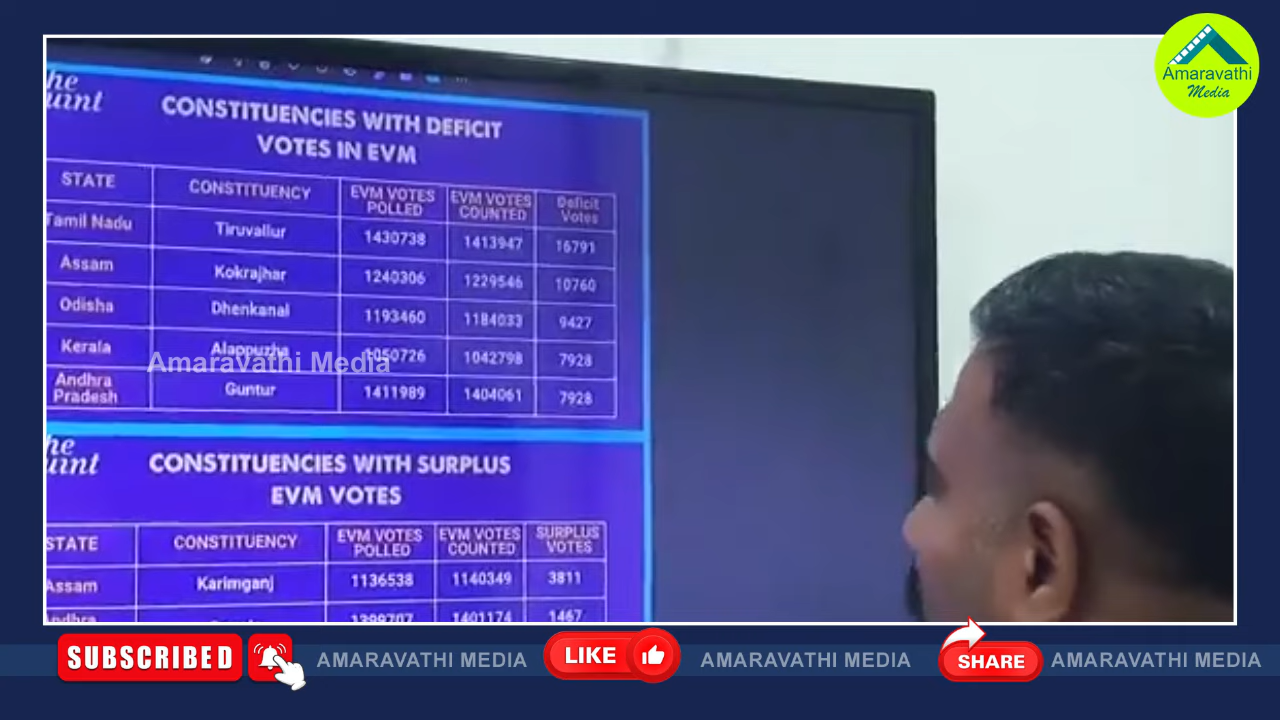 Amaravathi
Media
he
uint
CONSTITUENCIES WITH DEFICIT
VOTES IN EVM
STATE CONSTITUENCY EVM VOTES POLLED EVM VOTES COUNTED Deficit Votes
Tamil Nadu Tiruvallur 1430738 1413947 16791
Assam Kokrajhar 1240306 1229546 10760
Odisha Dhenkanal 1193460 1184033 9427
Kerala Alappuzha 1050726 1042798 7928
Amaravathi Media
Andhra Pradesh Guntur 1411989 1404061 7928
he
uint
CONSTITUENCIES WITH SURPLUS
EVM VOTES
STATE CONSTITUENCY EVM VOTES POLLED EVM VOTES COUNTED SURPLUS VOTES
Assam Karimganj 1136538 1140349 3811
Andhra 1399707 1401174 1467
SUBSCRIBED AMARAVATHI MEDIA LIKE AMARAVATHI MEDIA SHARE AMARAVATHI MEDIA